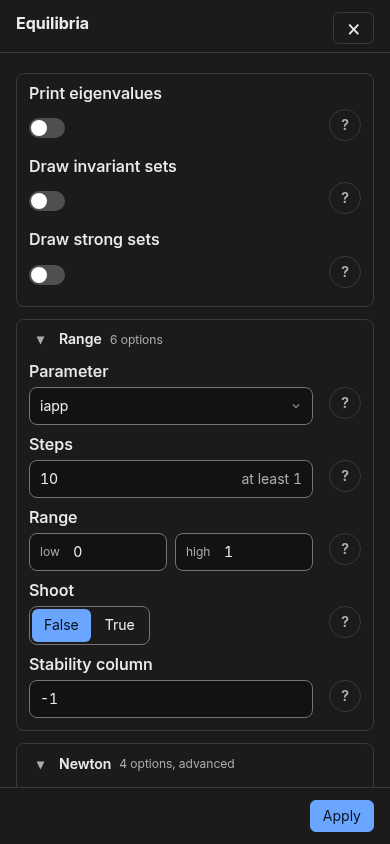 Equilibria
×
Print eigenvalues
?
Draw invariant sets
?
Draw strong sets
?
▼ Range 6 options
Parameter
iapp
?
Steps
10 at least 1
?
Range
low 0 high 1
?
Shoot
False True
?
Stability column
-1
?
▼ Newton 4 options, advanced
Apply